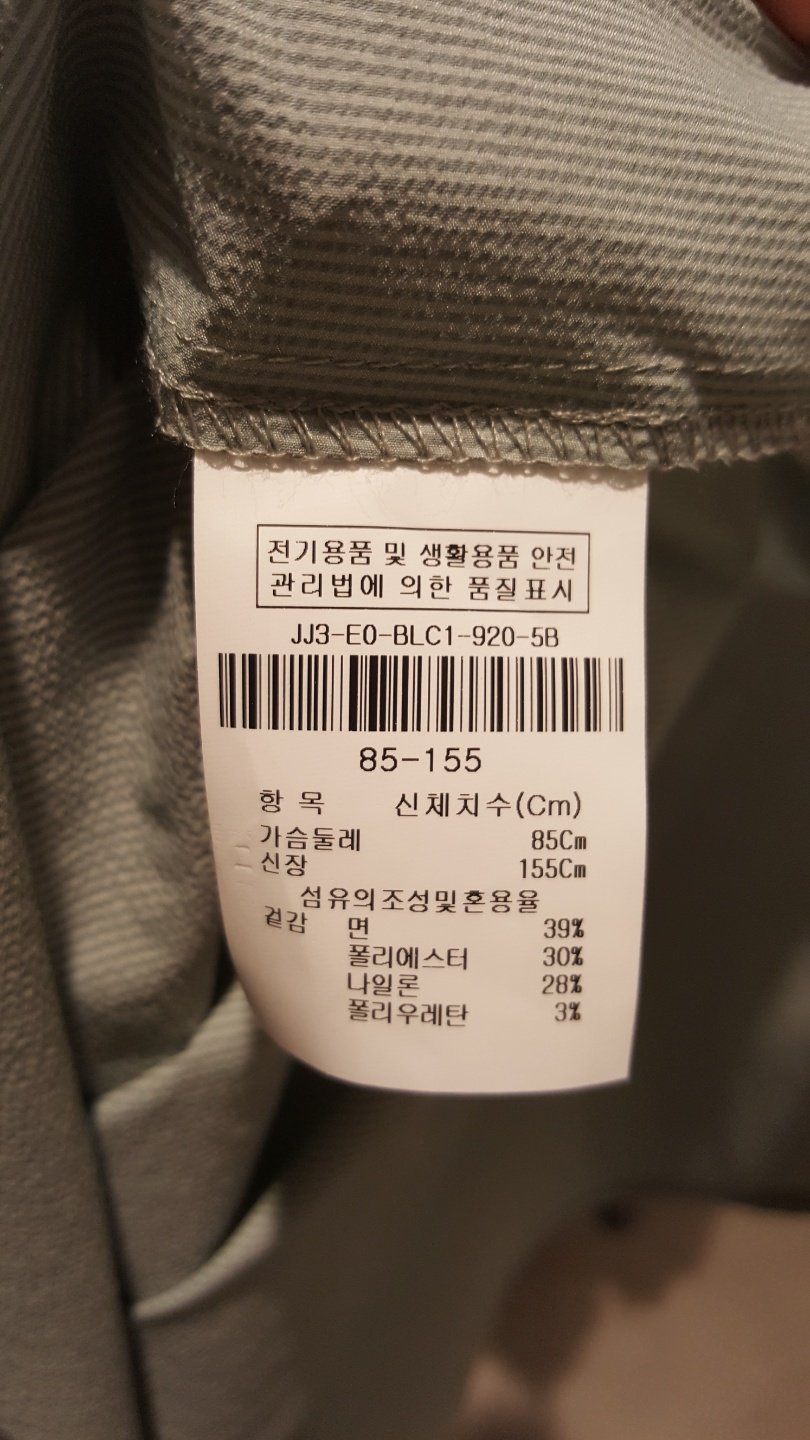 전기용품 및 생활용품 안전
관리법에 의한 품질표시
JJ3-E0-BLC1-920-5B
85-155
항 목 신체치수(Cm)
가슴둘레 85Cm
신장 155Cm
섬유의조성및혼용율
겉감 면 39%
폴리에스터 30%
나일론 28%
폴리우레탄 3%